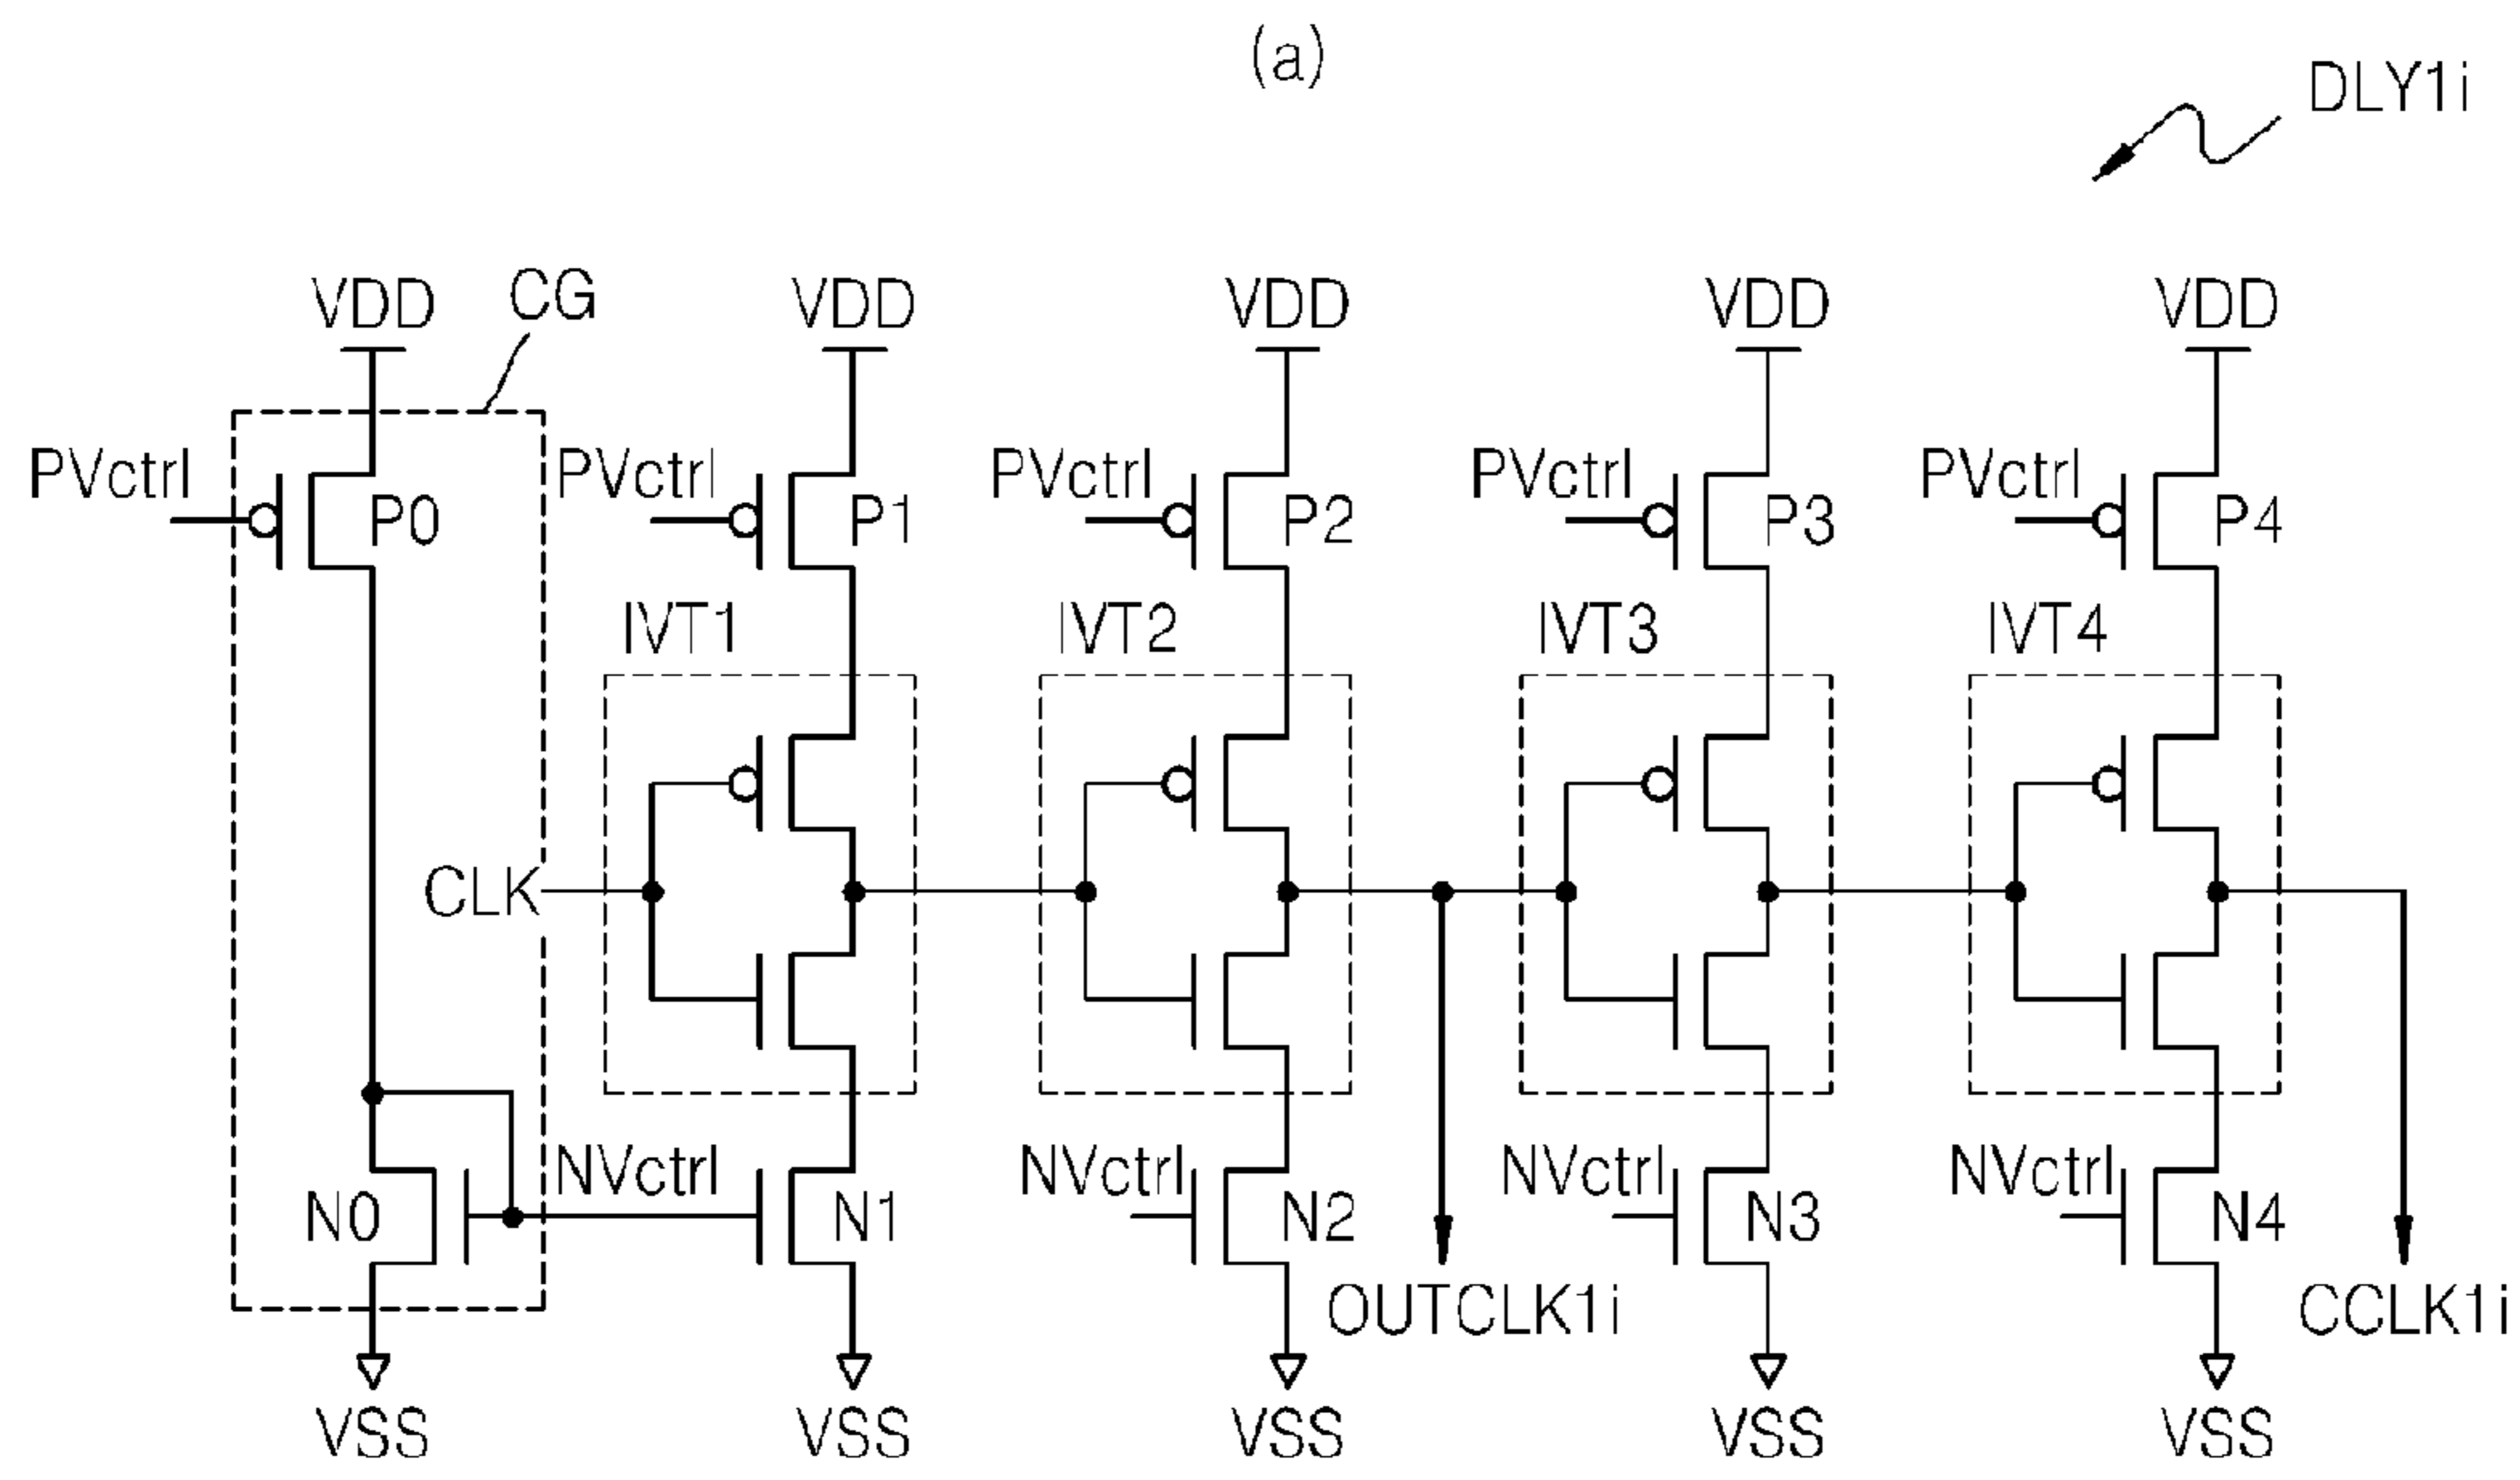 (a)
DLY1i
VDD CG VDD VDD VDD VDD
PVctrl P0 PVctrl P1 PVctrl P2 PVctrl P3 PVctrl P4
IVT1 IVT2 IVT3 IVT4
CLK
N0 NVctrl N1 NVctrl N2 NVctrl N3 NVctrl N4
OUTCLK1i CCLK1i
VSS VSS VSS VSS VSS